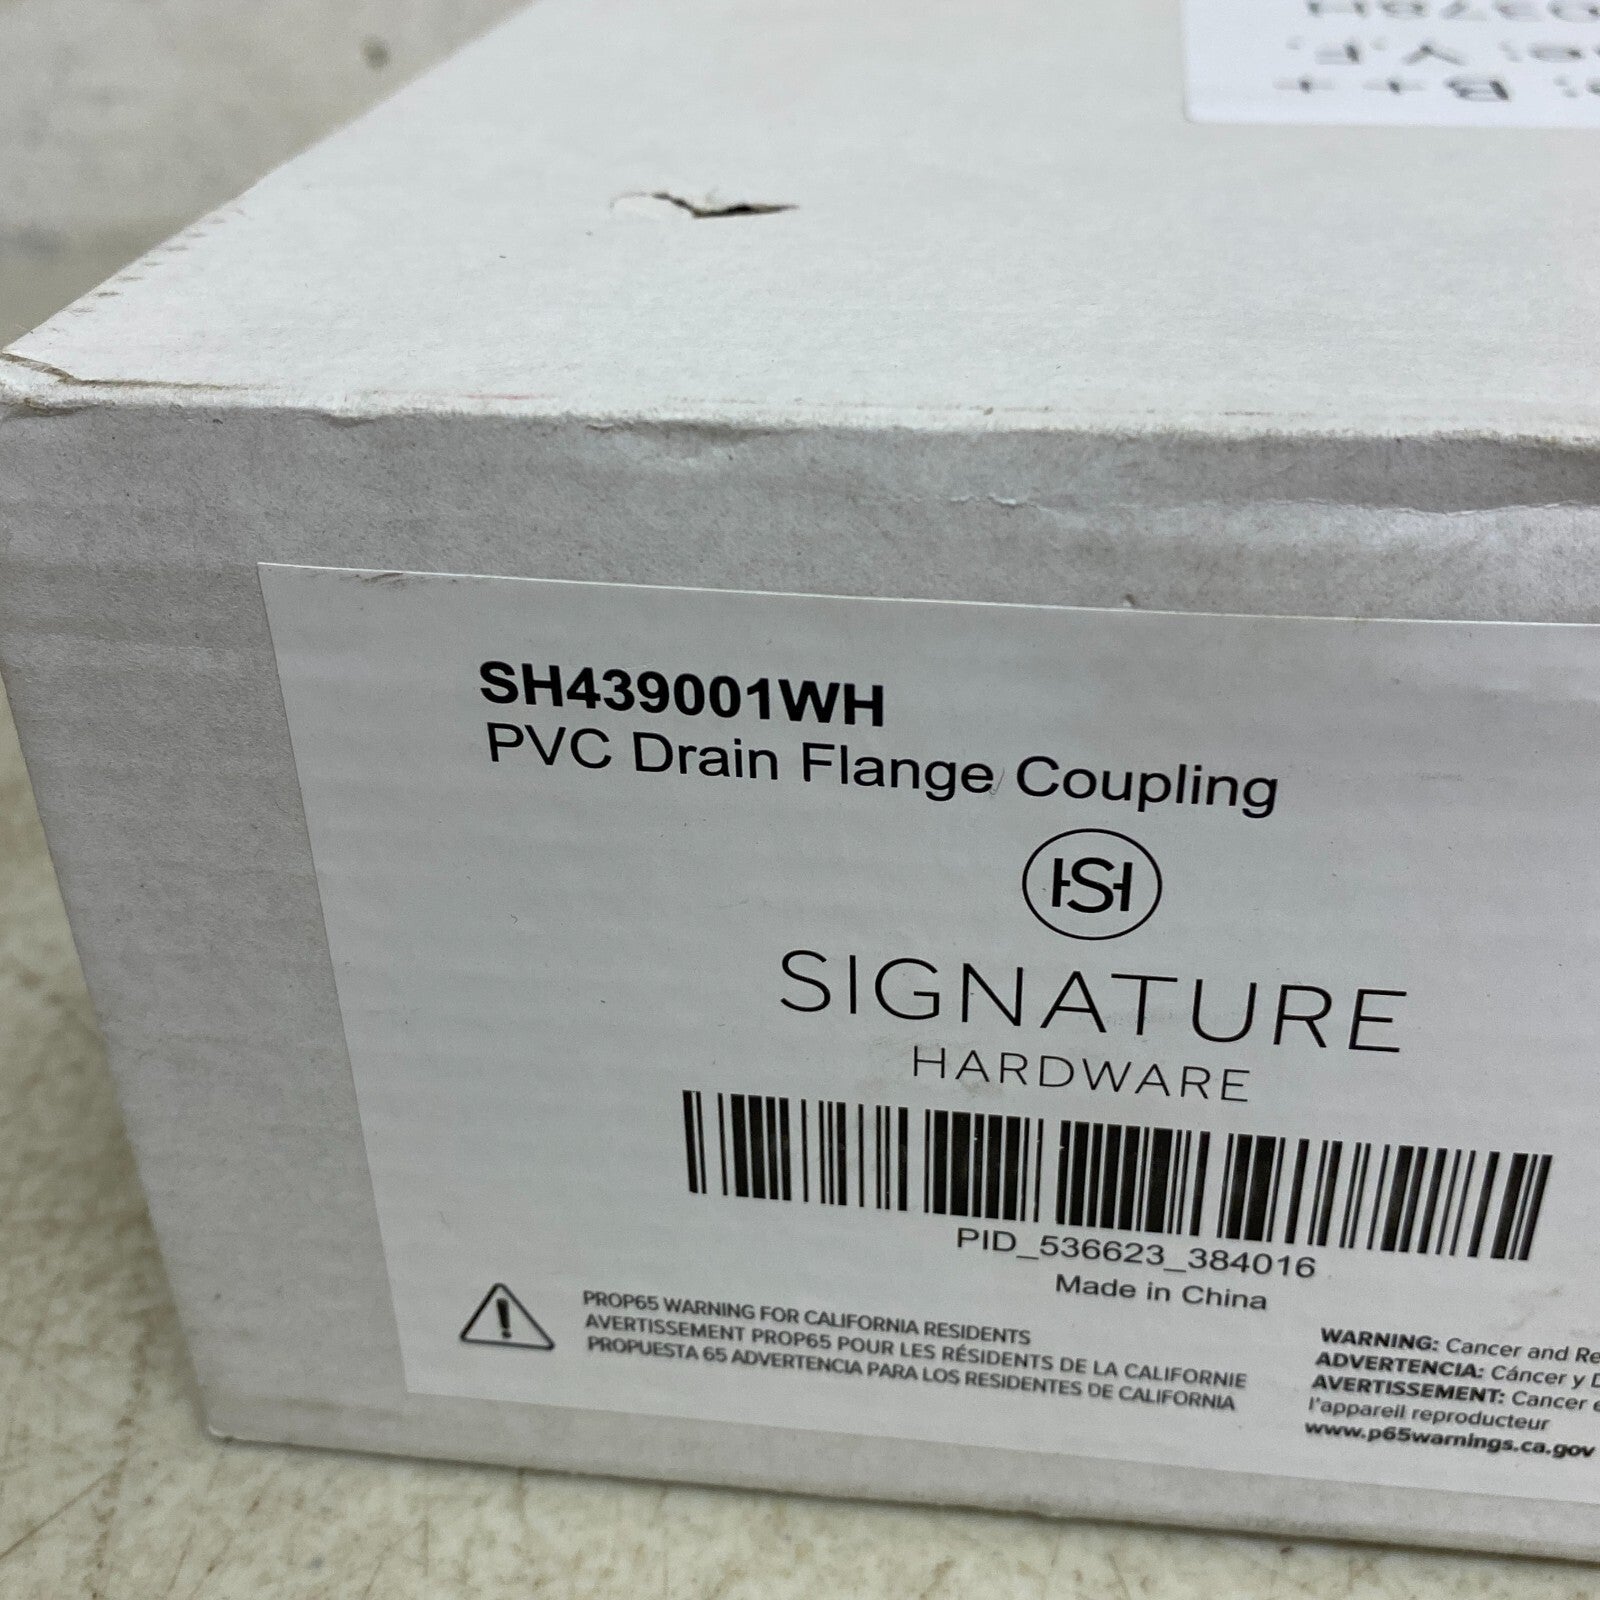 SH439001WH
PVC Drain Flange Coupling
SH
SIGNATURE
HARDWARE
PID_536623_384016
Made in China
PROP65 WARNING FOR CALIFORNIA RESIDENTS
AVERTISSEMENT PROP65 POUR LES RÉSIDENTS DE LA CALIFORNIE
PROPUESTA 65 ADVERTENCIA PARA LOS RESIDENTES DE CALIFORNIA
WARNING: Cancer and Re
ADVERTENCIA: Cáncer y D
AVERTISSEMENT: Cancer e
l'appareil reproducteur
www.p65warnings.ca.gov
: B++
: Y.F.